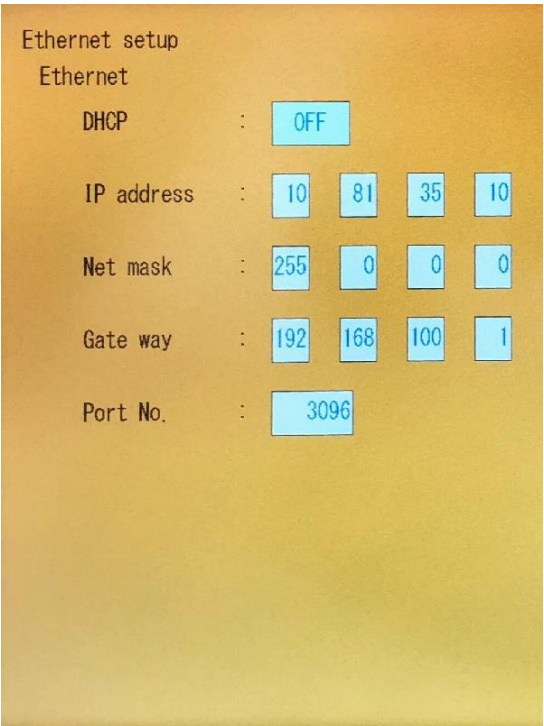 Ethernet setup
Ethernet
DHCP : OFF
IP address : 10 81 35 10
Net mask : 255 0 0 0
Gate way : 192 168 100 1
Port No. : 3096